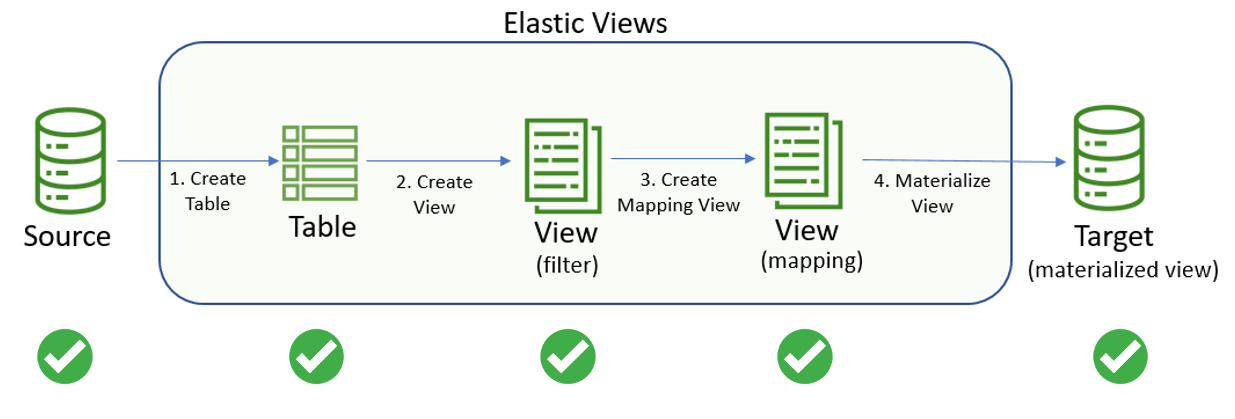 Elastic Views
1. Create
Table
2. Create
View
3. Create
Mapping View
4. Materialize
View
Source
Table
View
(filter)
View
(mapping)
Target
(materialized view)